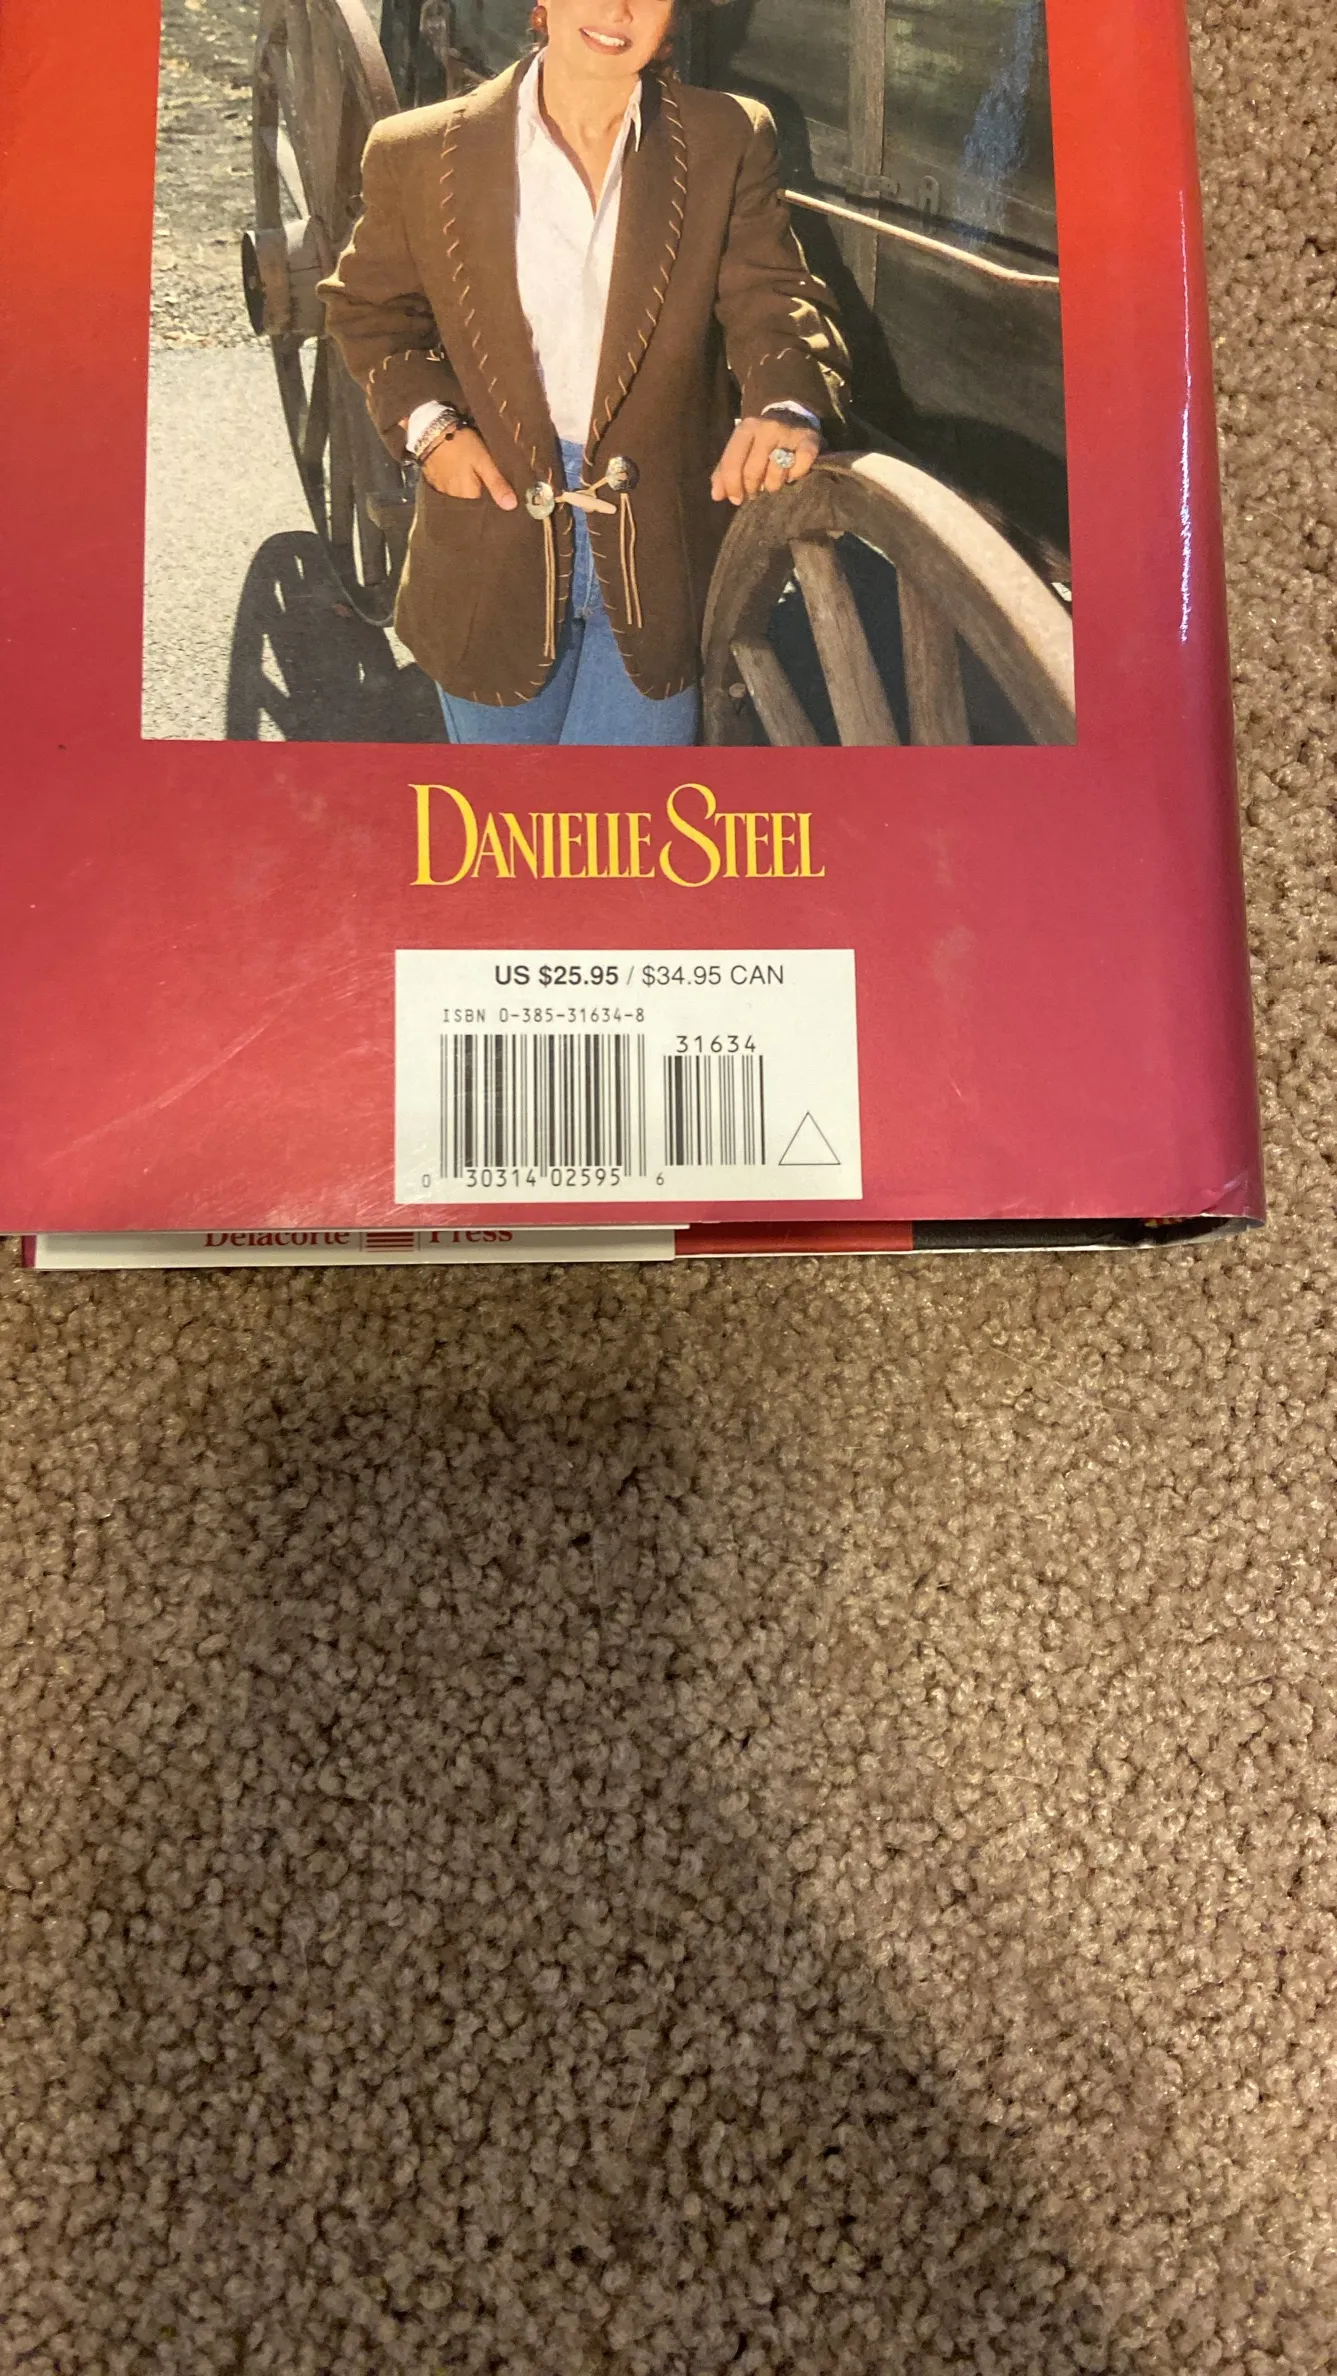 DANIELLE STEEL
US $25.95 / $34.95 CAN
ISBN 0-385-31634-8
31634
0 30314 02595 6
Delacorte Press